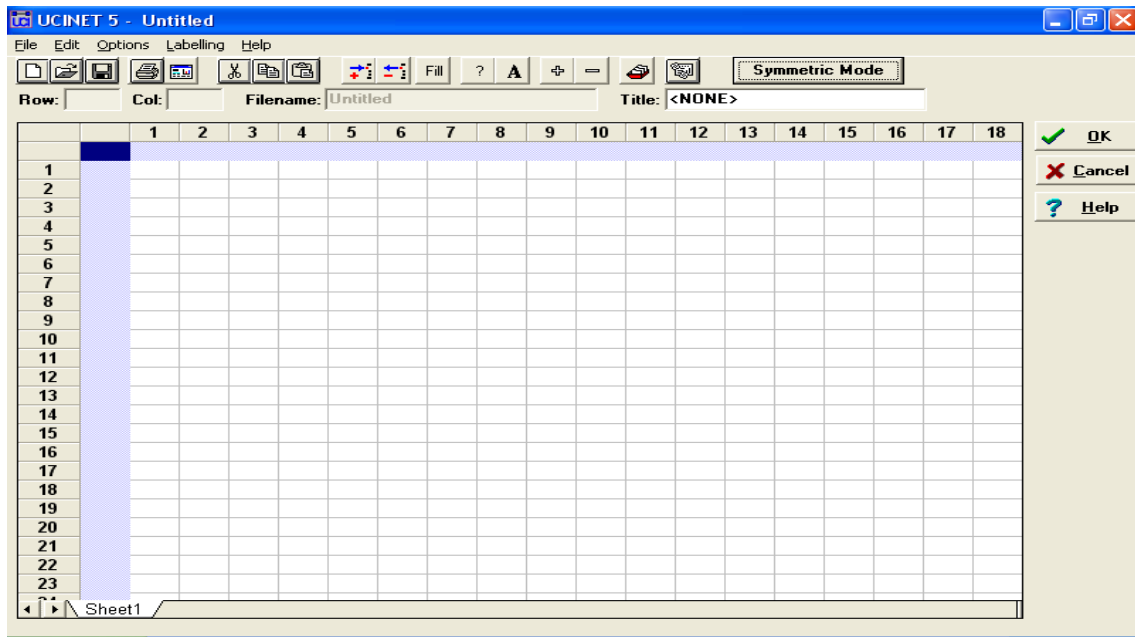 UCINET 5 - Untitled
File Edit Options Labelling Help
Fill ? A Symmetric Mode
Row: Col: Filename: Untitled Title: <NONE>
1 2 3 4 5 6 7 8 9 10 11 12 13 14 15 16 17 18
OK
1
Cancel
2
3
Help
4
5
6
7
8
9
10
11
12
13
14
15
16
17
18
19
20
21
22
23
Sheet1